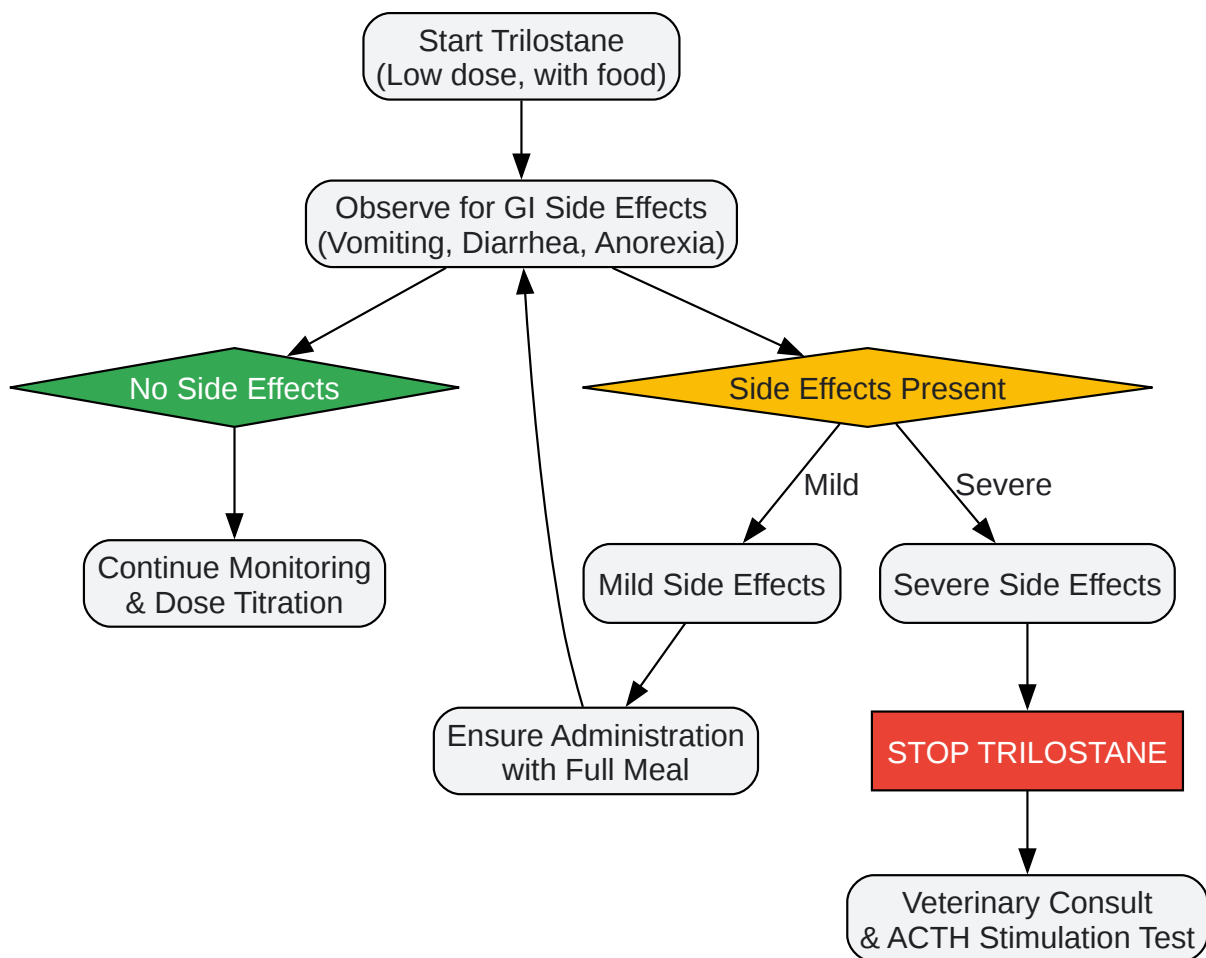 Start Trilostane
(Low dose, with food)
Observe for GI Side Effects
(Vomiting, Diarrhea, Anorexia)
No Side Effects
Side Effects Present
Mild
Severe
Continue Monitoring
& Dose Titration
Mild Side Effects
Severe Side Effects
Ensure Administration
with Full Meal
STOP TRILOSTANE
Veterinary Consult
& ACTH Stimulation Test